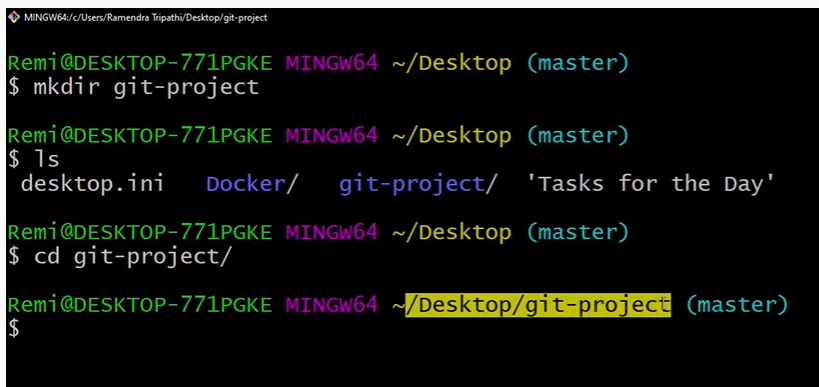 MINGW64:/c/Users/Ramendra Tripathi/Desktop/git-project
Remi@DESKTOP-771PGKE MINGW64 ~/Desktop (master)
$ mkdir git-project
Remi@DESKTOP-771PGKE MINGW64 ~/Desktop (master)
$ ls
desktop.ini Docker/ git-project/ 'Tasks for the Day'
Remi@DESKTOP-771PGKE MINGW64 ~/Desktop (master)
$ cd git-project/
Remi@DESKTOP-771PGKE MINGW64 ~/Desktop/git-project (master)
$